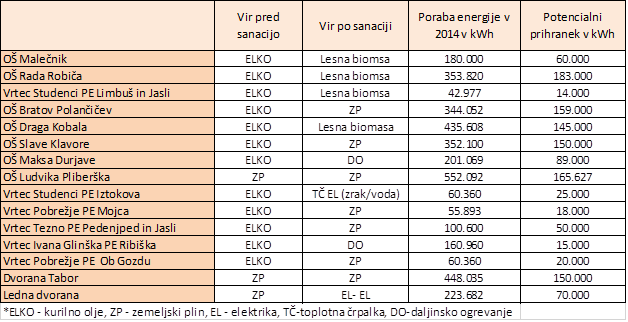 Vir pred sanacijo Vir po sanaciji Poraba energije v 2014 v kWh Potencialni prihranek v kWh
OŠ Malečnik ELKO Lesna biomsa 180.000 60.000
OŠ Rada Robiča ELKO Lesna biomsa 353.820 183.000
Vrtec Studenci PE Limbuš in Jasli ELKO Lesna biomsa 42.977 14.000
OŠ Bratov Polančičev ELKO ZP 344.052 159.000
OŠ Draga Kobala ELKO Lesna biomasa 435.608 145.000
OŠ Slave Klavore ELKO ZP 352.100 150.000
OŠ Maksa Durjave ELKO DO 201.069 89.000
OŠ Ludvika Pliberška ZP ZP 552.092 165.627
Vrtec Studenci PE Iztokova ELKO TČ EL (zrak/voda) 60.360 25.000
Vrtec Pobrežje PE Mojca ELKO ZP 55.893 18.000
Vrtec Tezno PE Pedenjped in Jasli ELKO ZP 100.600 50.000
Vrtec Ivana Glinška PE Ribiška ELKO DO 160.960 15.000
Vrtec Pobrežje PE Ob Gozdu ELKO ZP 60.360 20.000
Dvorana Tabor ZP ZP 448.035 150.000
Ledna dvorana ZP EL- EL 223.682 70.000
*ELKO - kurilno olje, ZP - zemeljski plin, EL - elektrika, TČ-toplotna črpalka, DO-daljinsko ogrevanje